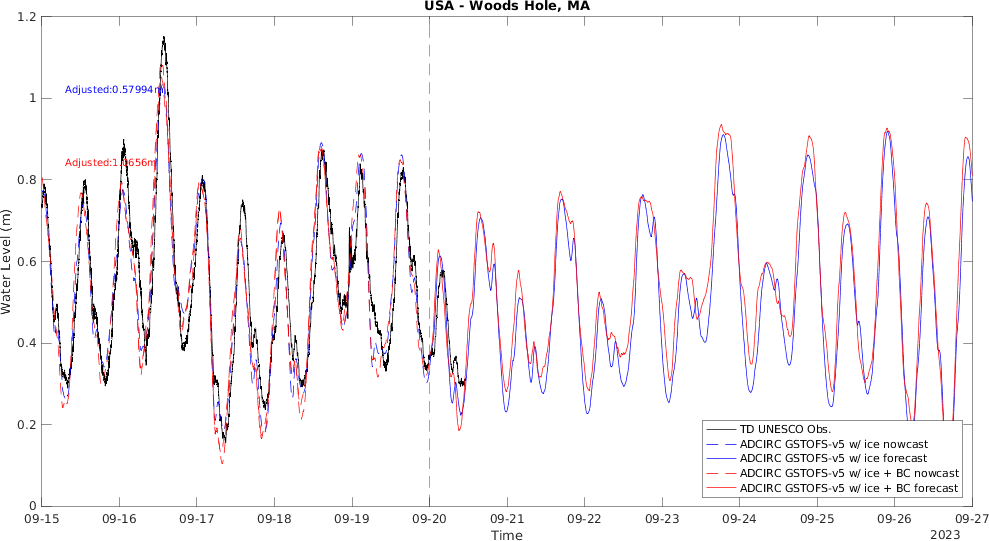 USA - Woods Hole, MA
1.2
1
0.8
0.6
0.4
0.2
0
Water Level (m)
Adjusted:0.57994m
Adjusted:1.0656m
TD UNESCO Obs.
ADCIRC GSTOFS-v5 w/ ice nowcast
ADCIRC GSTOFS-v5 w/ ice forecast
ADCIRC GSTOFS-v5 w/ ice + BC nowcast
ADCIRC GSTOFS-v5 w/ ice + BC forecast
09-15 09-16 09-17 09-18 09-19 09-20 09-21 09-22 09-23 09-24 09-25 09-26 09-27
Time
2023